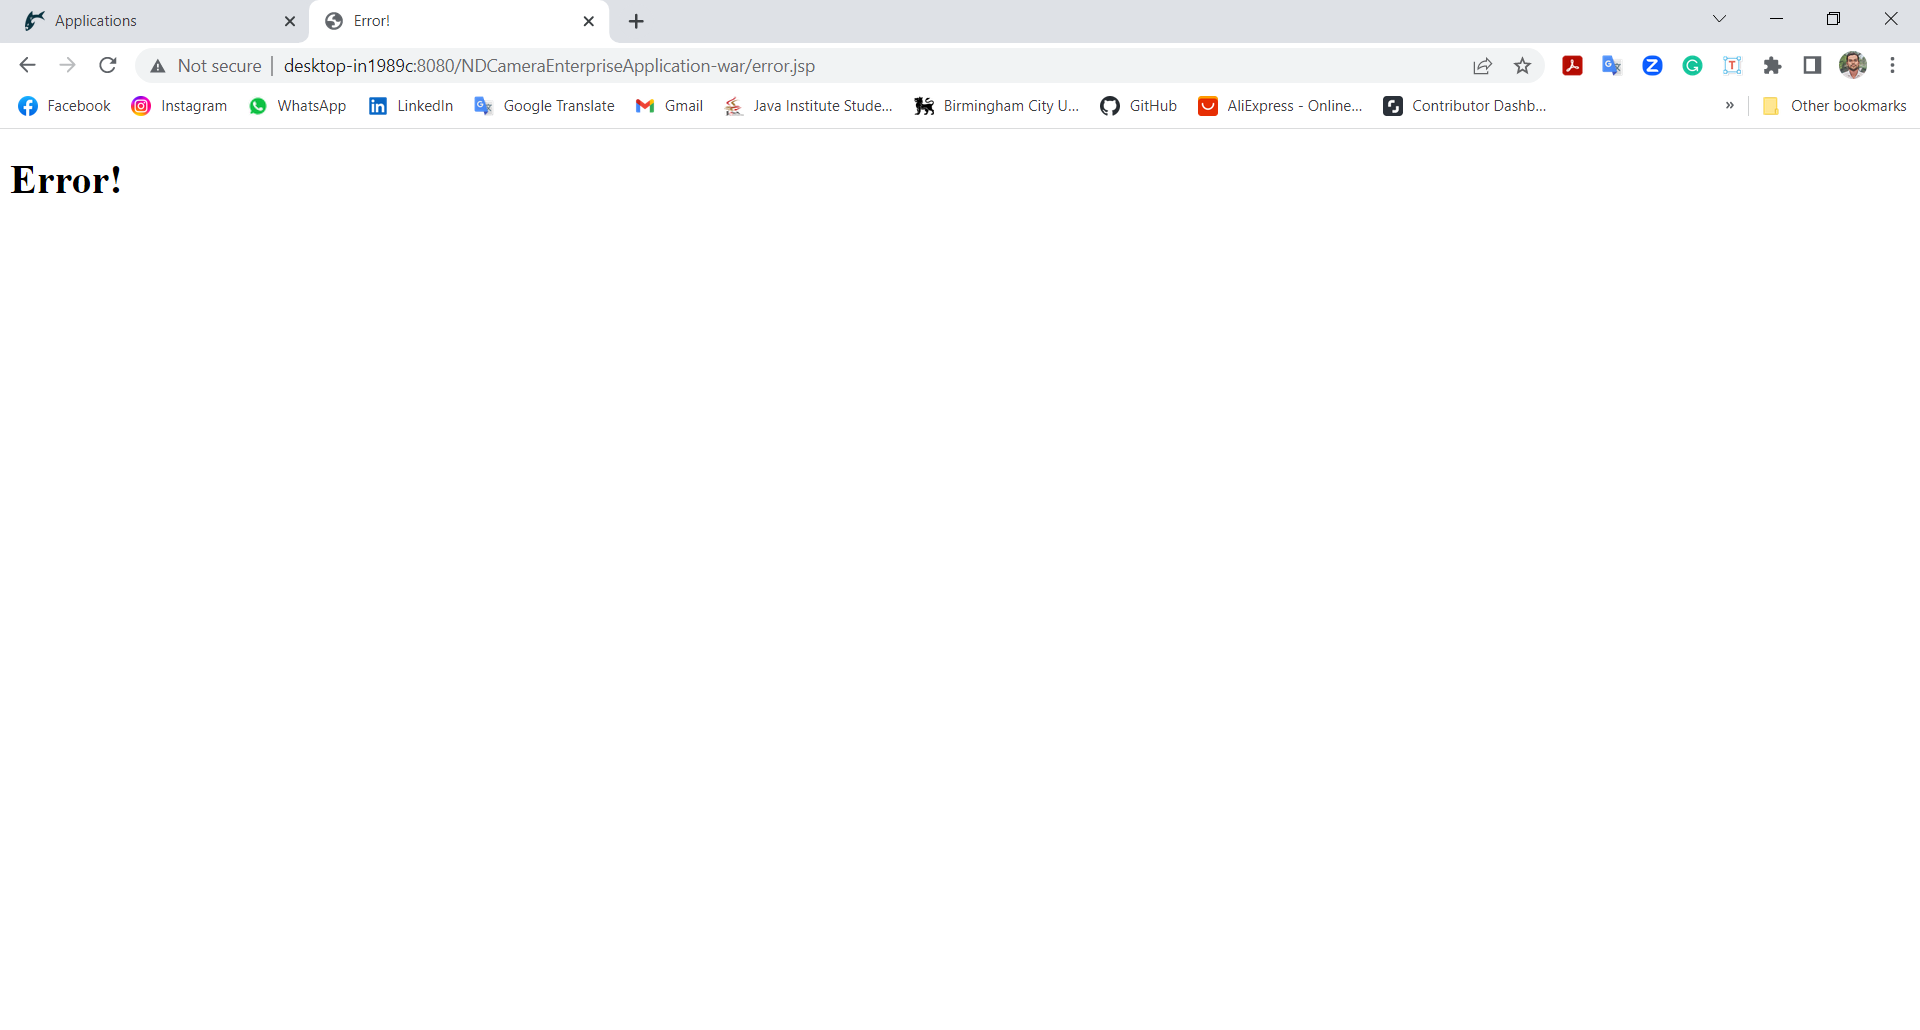 Applications
Error!
Not secure | desktop-in1989c:8080/NDCameraEnterpriseApplication-war/error.jsp
Facebook Instagram WhatsApp LinkedIn Google Translate Gmail Java Institute Stude... Birmingham City U... GitHub AliExpress - Online... Contributor Dashb... » Other bookmarks
Error!